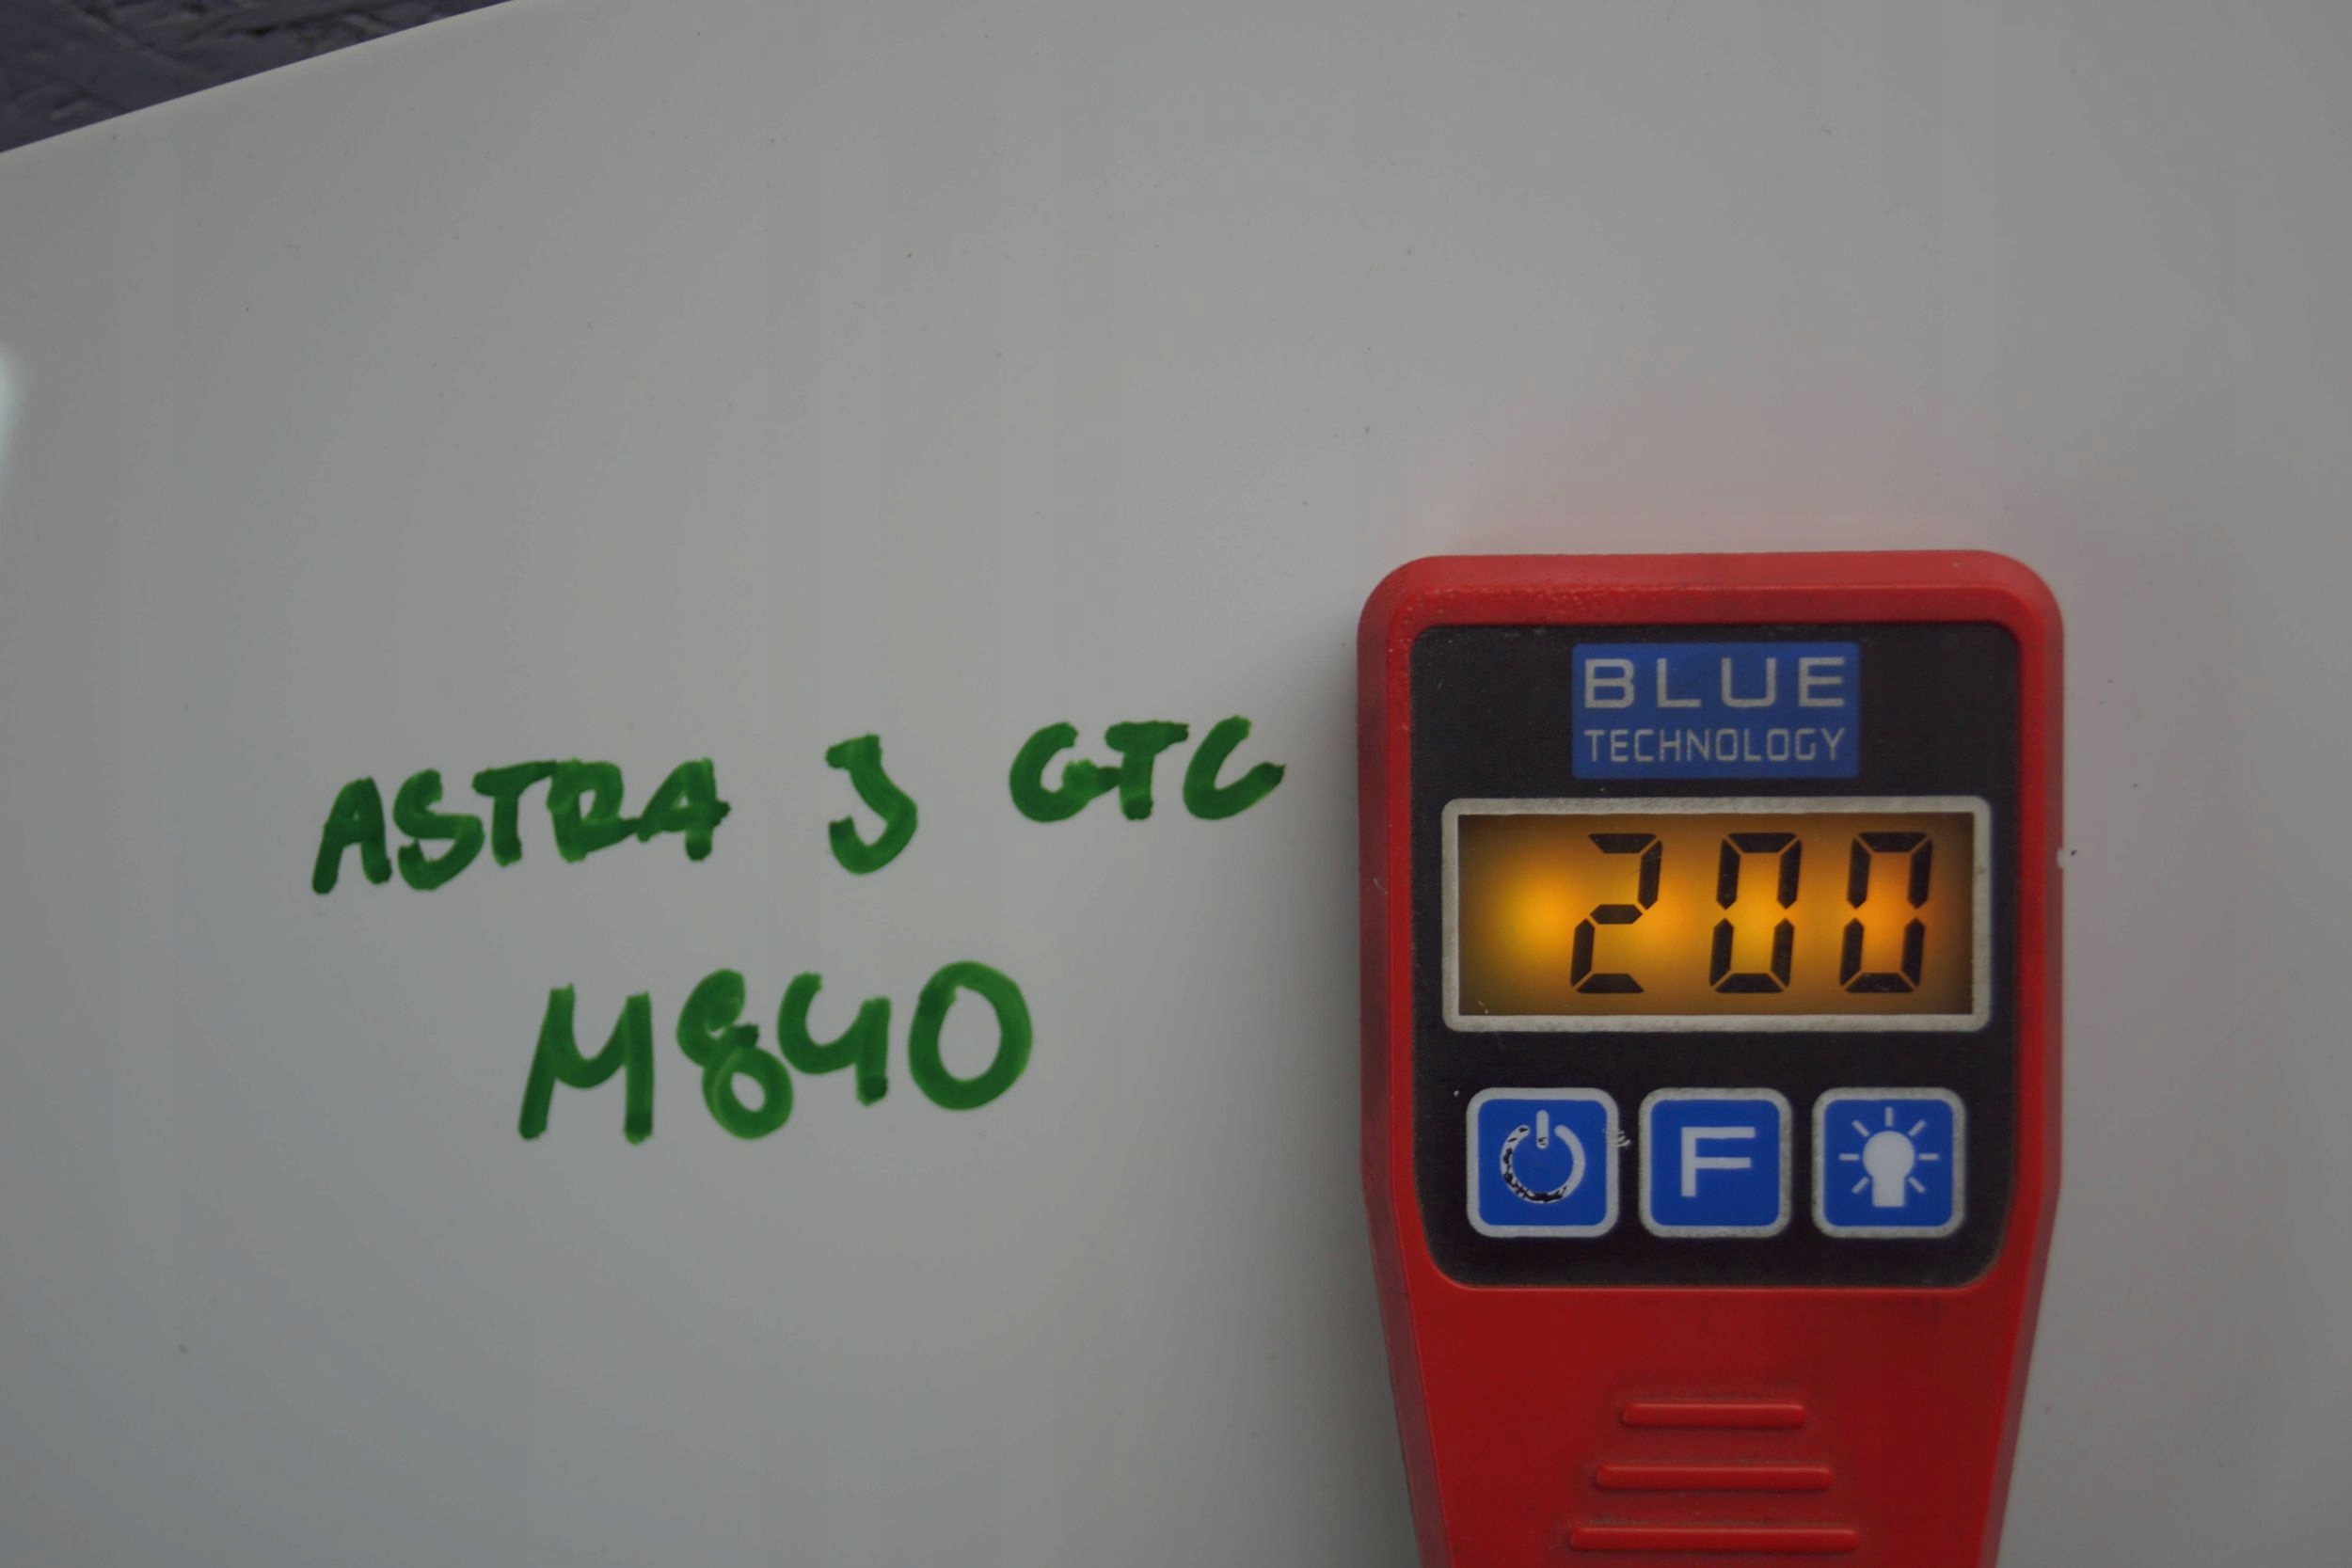 ASTRA J GTC
M840
BLUE
TECHNOLOGY
200
F